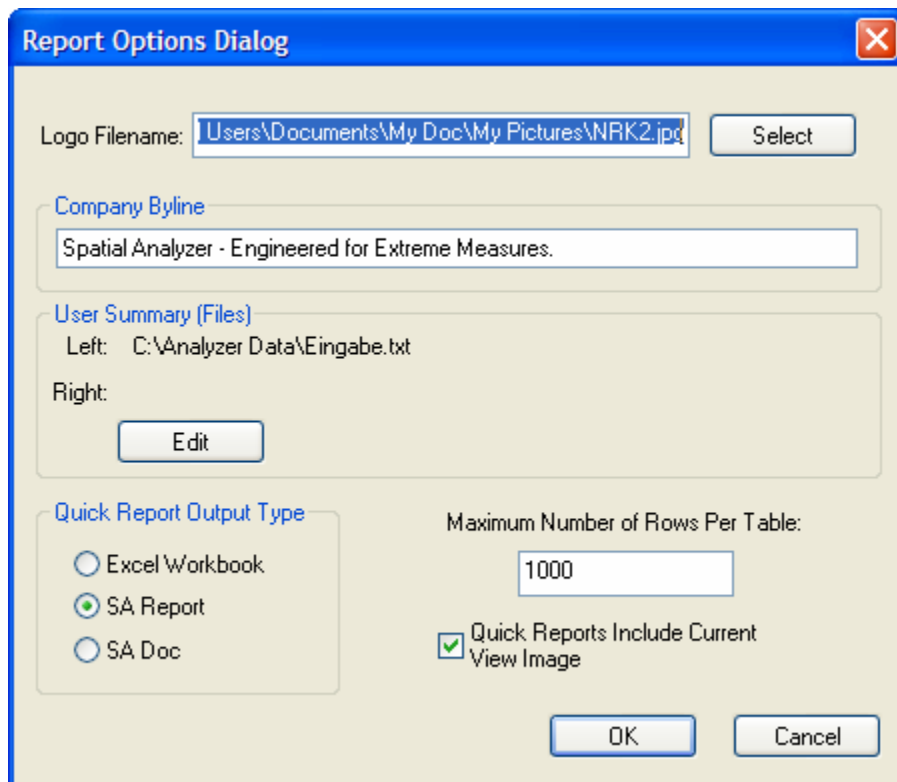 Report Options Dialog
Logo Filename: Users\Documents\My Doc\My Pictures\NRK2.jpg Select
Company Byline
Spatial Analyzer - Engineered for Extreme Measures.
User Summary (Files)
Left: C:\Analyzer Data\Eingabe.txt
Right:
Edit
Quick Report Output Type
Excel Workbook
SA Report
SA Doc
Maximum Number of Rows Per Table:
1000
Quick Reports Include Current
View Image
OK Cancel